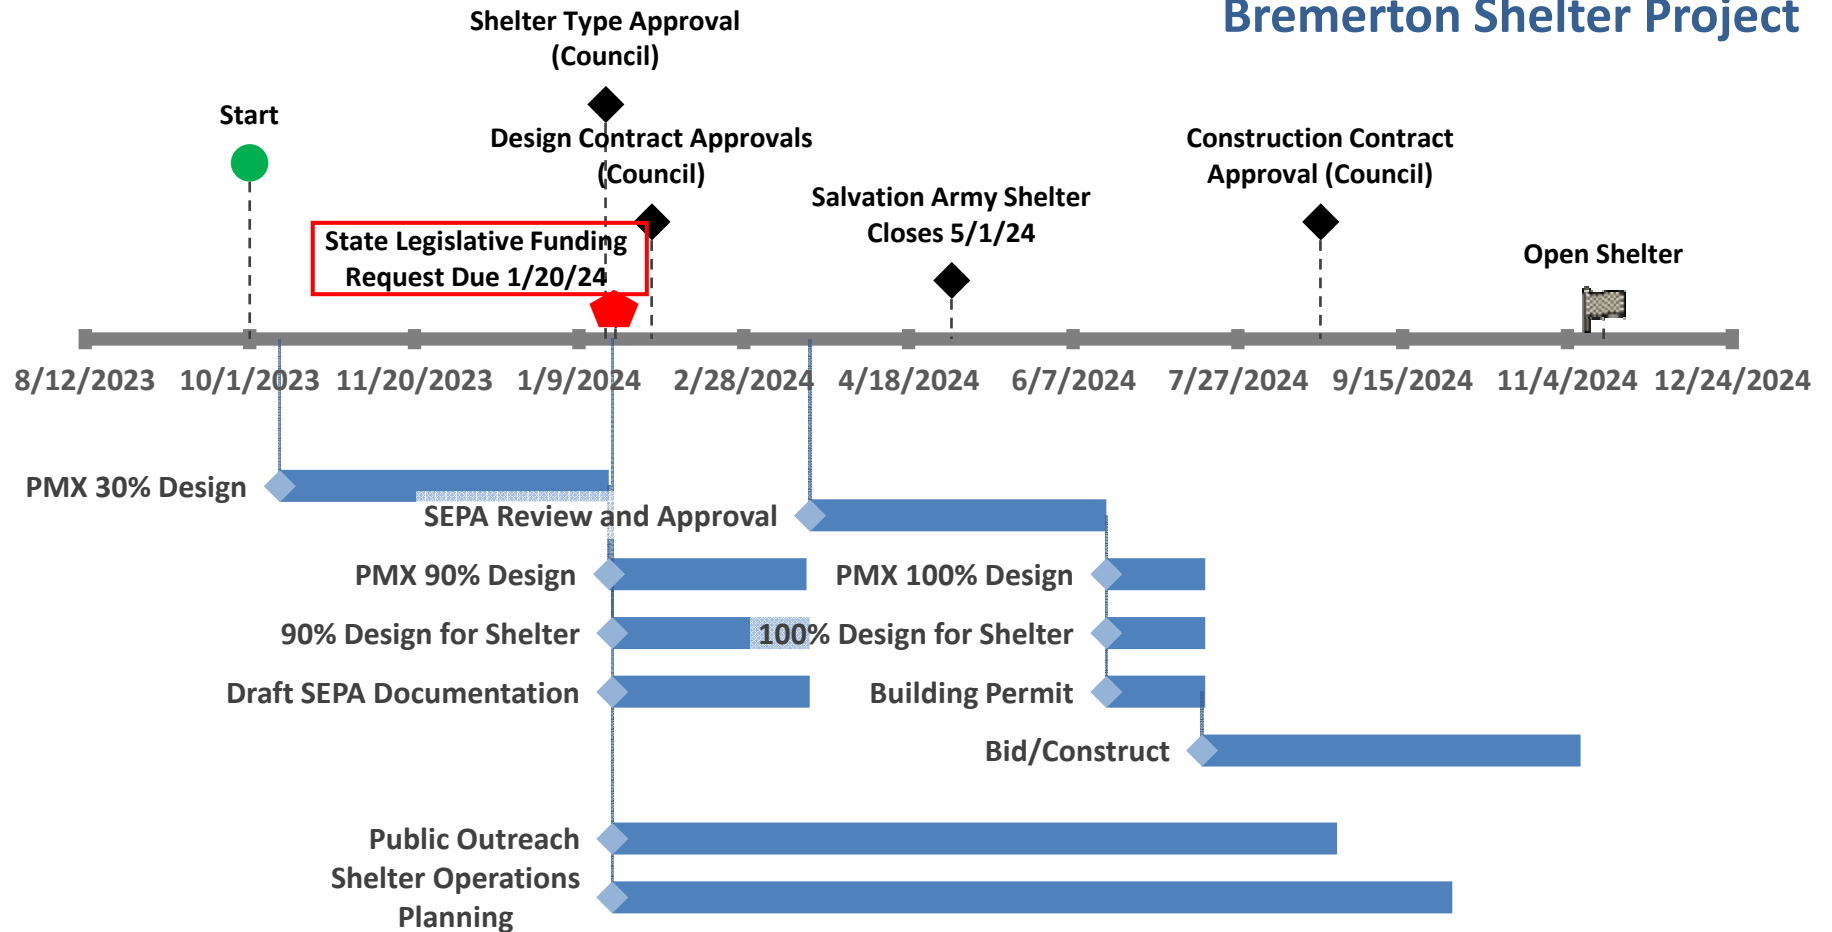 Bremerton Shelter Project
Shelter Type Approval
(Council)
Start
Design Contract Approvals
(Council)
Construction Contract
Approval (Council)
Salvation Army Shelter
Closes 5/1/24
State Legislative Funding
Request Due 1/20/24
Open Shelter
8/12/2023 10/1/2023 11/20/2023 1/9/2024 2/28/2024 4/18/2024 6/7/2024 7/27/2024 9/15/2024 11/4/2024 12/24/2024
PMX 30% Design
SEPA Review and Approval
PMX 90% Design
PMX 100% Design
90% Design for Shelter
100% Design for Shelter
Draft SEPA Documentation
Building Permit
Bid/Construct
Public Outreach
Shelter Operations
Planning